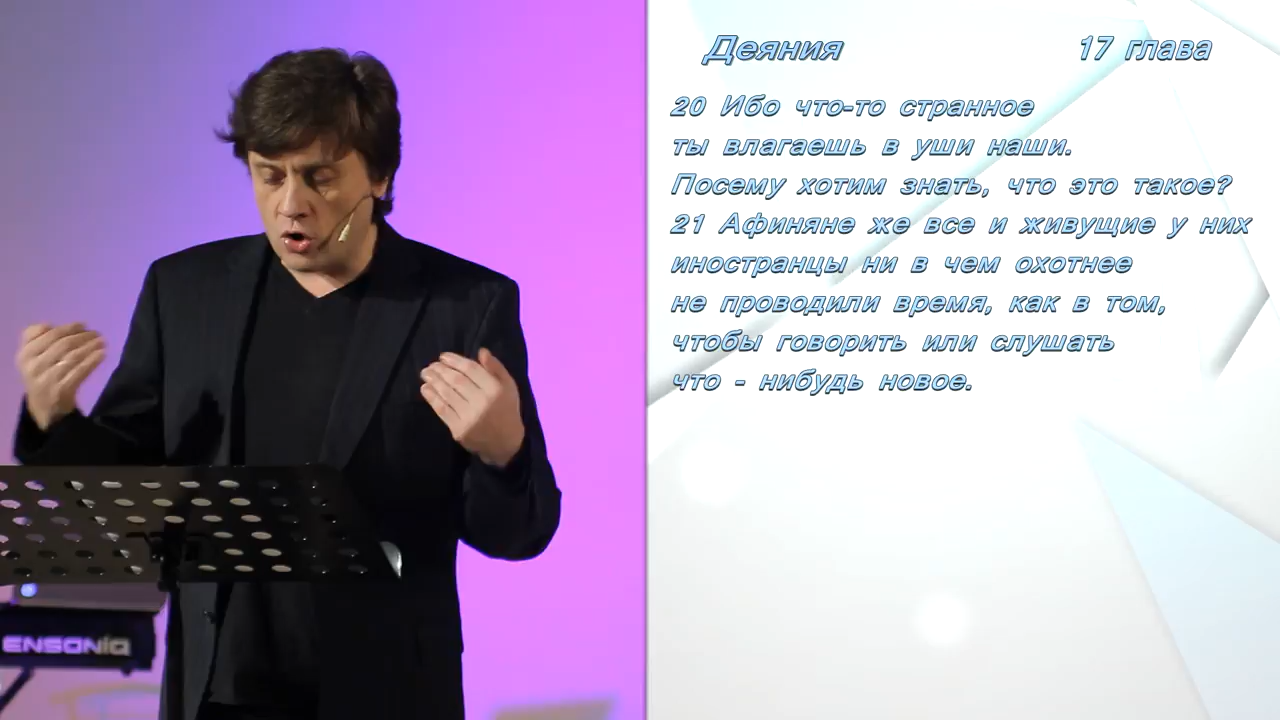 Деяния 17 глава
20 Ибо что-то странное
ты влагаешь в уши наши.
Посему хотим знать, что это такое?
21 Афиняне же все и живущие у них
иностранцы ни в чем охотнее
не проводили время, как в том,
чтобы говорить или слушать
что - нибудь новое.
ENSONIQ